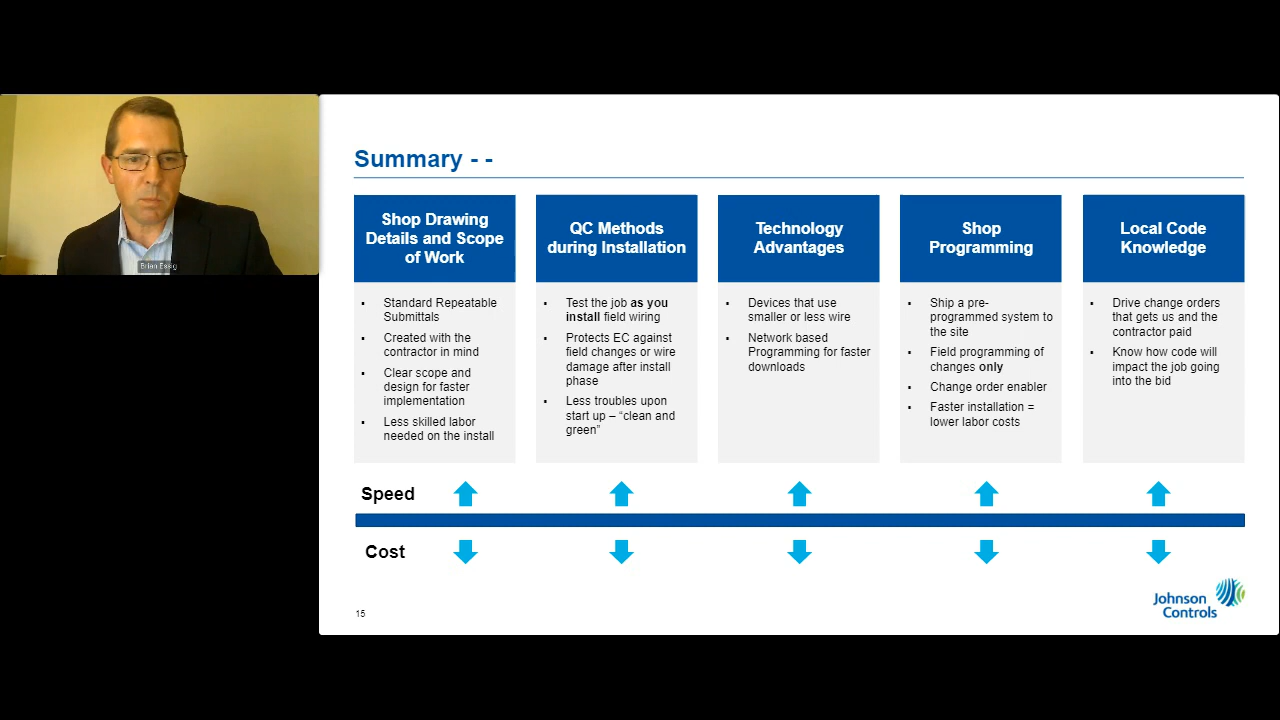 Brian Essig
Summary - -
Shop Drawing
Details and Scope
of Work
▪ Standard Repeatable
Submittals
▪ Created with the
contractor in mind
▪ Clear scope and
design for faster
implementation
▪ Less skilled labor
needed on the install
QC Methods
during Installation
▪ Test the job as you
install field wiring
▪ Protects EC against
field changes or wire
damage after install
phase
▪ Less troubles upon
start up – “clean and
green”
Technology
Advantages
▪ Devices that use
smaller or less wire
▪ Network based
Programming for faster
downloads
Shop
Programming
▪ Ship a pre-
programmed system to
the site
▪ Field programming of
changes only
▪ Change order enabler
▪ Faster installation =
lower labor costs
Local Code
Knowledge
▪ Drive change orders
that gets us and the
contractor paid
▪ Know how code will
impact the job going
into the bid
Speed
Cost
15
Johnson
Controls